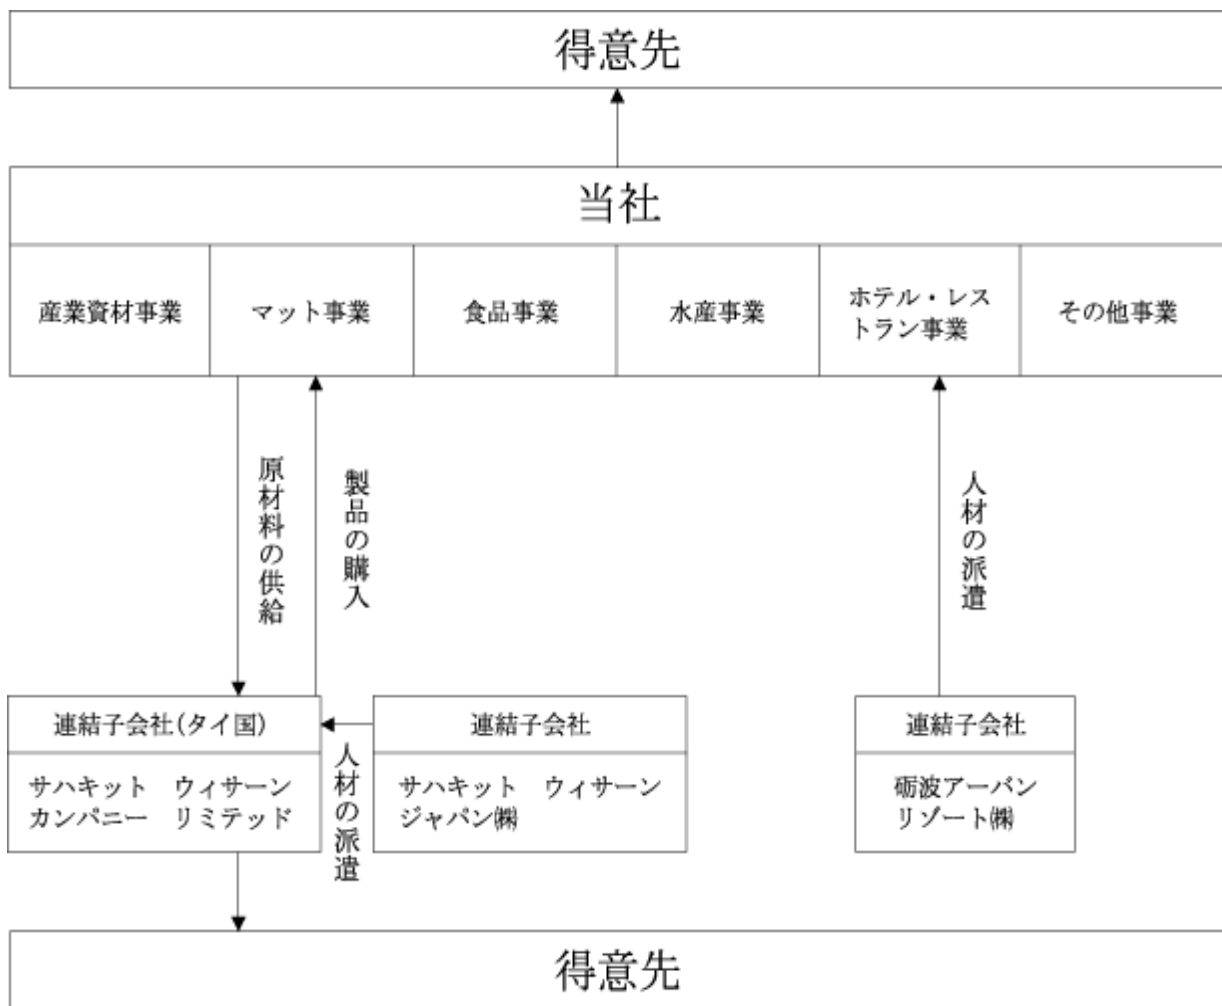 得意先
当社
産業資材事業
マット事業
食品事業
水産事業
ホテル・レス
トラン事業
その他事業
原材料の供給
製品の購入
人材の派遣
連結子会社(タイ国)
サハキット　ウィサーン
カンパニー　リミテッド
人材の派遣
連結子会社
サハキット　ウィサーン
ジャパン㈱
連結子会社
砺波アーバン
リゾート㈱
得意先